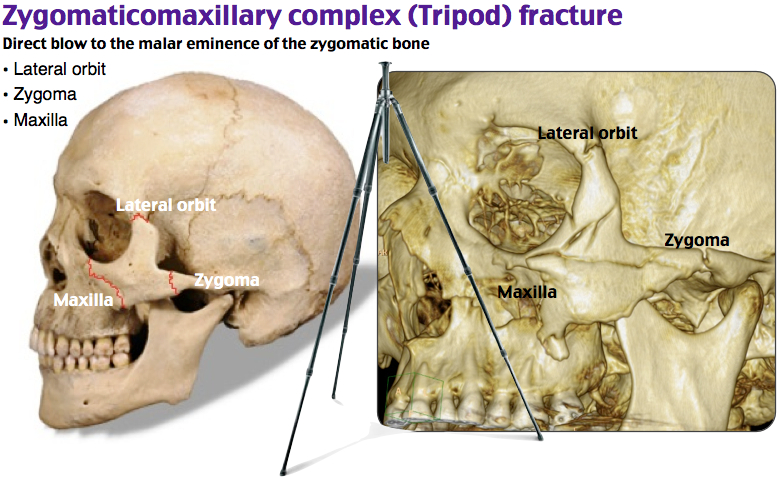 Zygomaticomaxillary complex (Tripod) fracture
Direct blow to the malar eminence of the zygomatic bone
• Lateral orbit
• Zygoma
• Maxilla
Lateral orbit
Zygoma
Maxilla
Lateral orbit
Zygoma
Maxilla